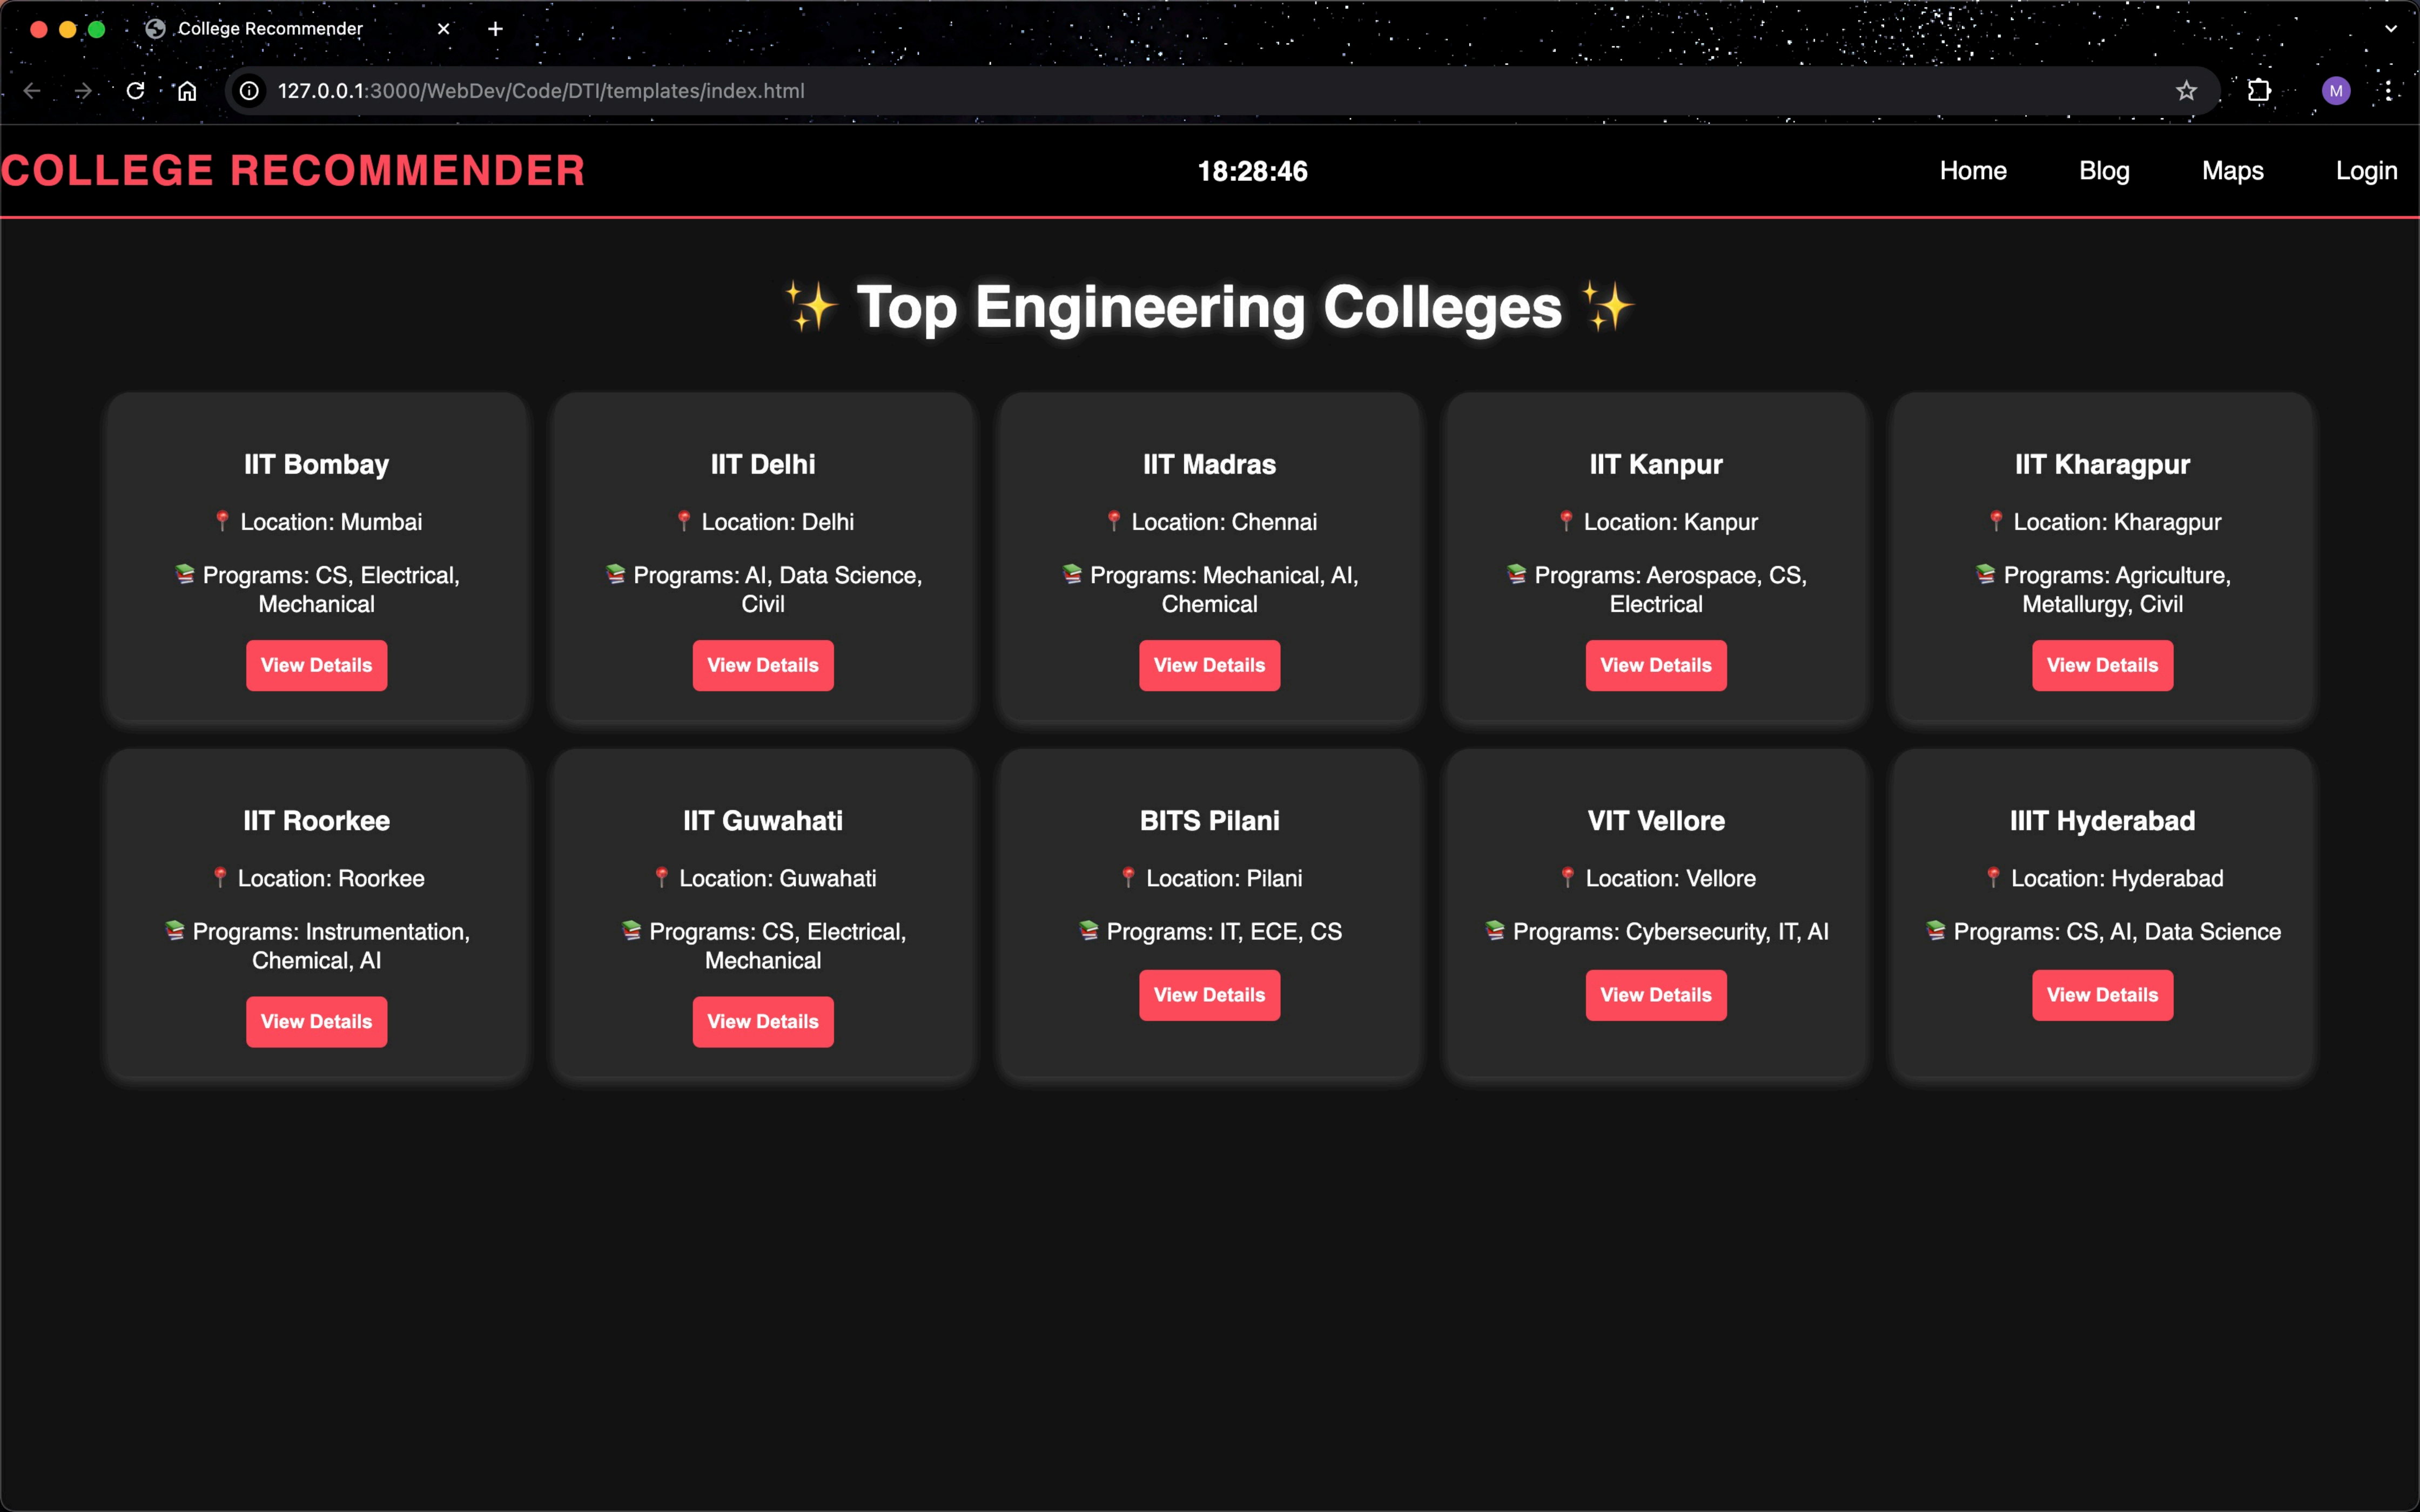 College Recommender
127.0.0.1:3000/WebDev/Code/DTI/templates/index.html
M
COLLEGE RECOMMENDER
18:28:46
Home
Blog
Maps
Login
✨ Top Engineering Colleges ✨
IIT Bombay
📍 Location: Mumbai
📚 Programs: CS, Electrical,
Mechanical
View Details
IIT Delhi
📍 Location: Delhi
📚 Programs: AI, Data Science,
Civil
View Details
IIT Madras
📍 Location: Chennai
📚 Programs: Mechanical, AI,
Chemical
View Details
IIT Kanpur
📍 Location: Kanpur
📚 Programs: Aerospace, CS,
Electrical
View Details
IIT Kharagpur
📍 Location: Kharagpur
📚 Programs: Agriculture,
Metallurgy, Civil
View Details
IIT Roorkee
📍 Location: Roorkee
📚 Programs: Instrumentation,
Chemical, AI
View Details
IIT Guwahati
📍 Location: Guwahati
📚 Programs: CS, Electrical,
Mechanical
View Details
BITS Pilani
📍 Location: Pilani
📚 Programs: IT, ECE, CS
View Details
VIT Vellore
📍 Location: Vellore
📚 Programs: Cybersecurity, IT, AI
View Details
IIIT Hyderabad
📍 Location: Hyderabad
📚 Programs: CS, AI, Data Science
View Details